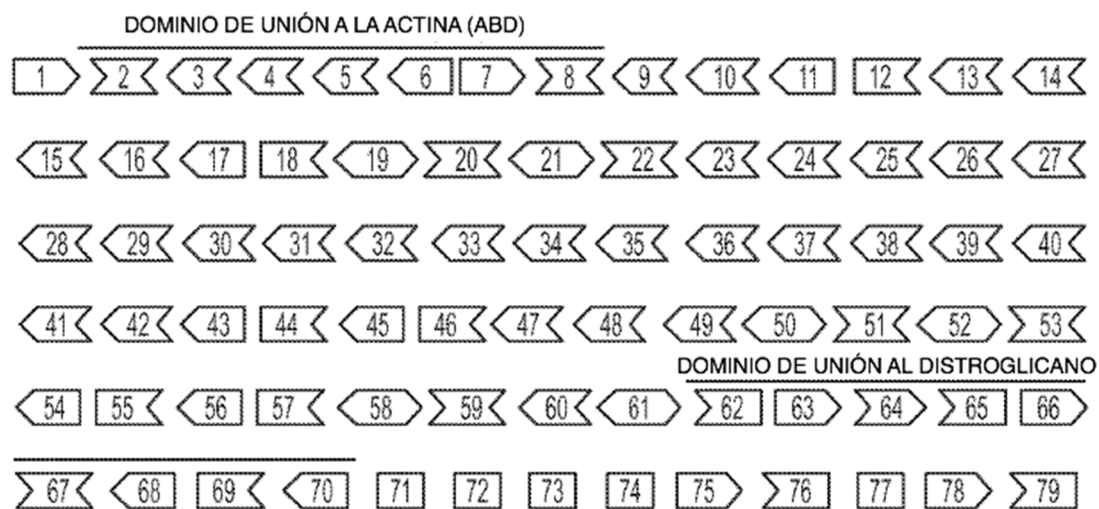 DOMINIO DE UNIÓN A LA ACTINA (ABD)
1 2 3 4 5 6 7 8 9 10 11 12 13 14
15 16 17 18 19 20 21 22 23 24 25 26 27
28 29 30 31 32 33 34 35 36 37 38 39 40
41 42 43 44 45 46 47 48 49 50 51 52 53
DOMINIO DE UNIÓN AL DISTROGLICANO
54 55 56 57 58 59 60 61 62 63 64 65 66
67 68 69 70 71 72 73 74 75 76 77 78 79